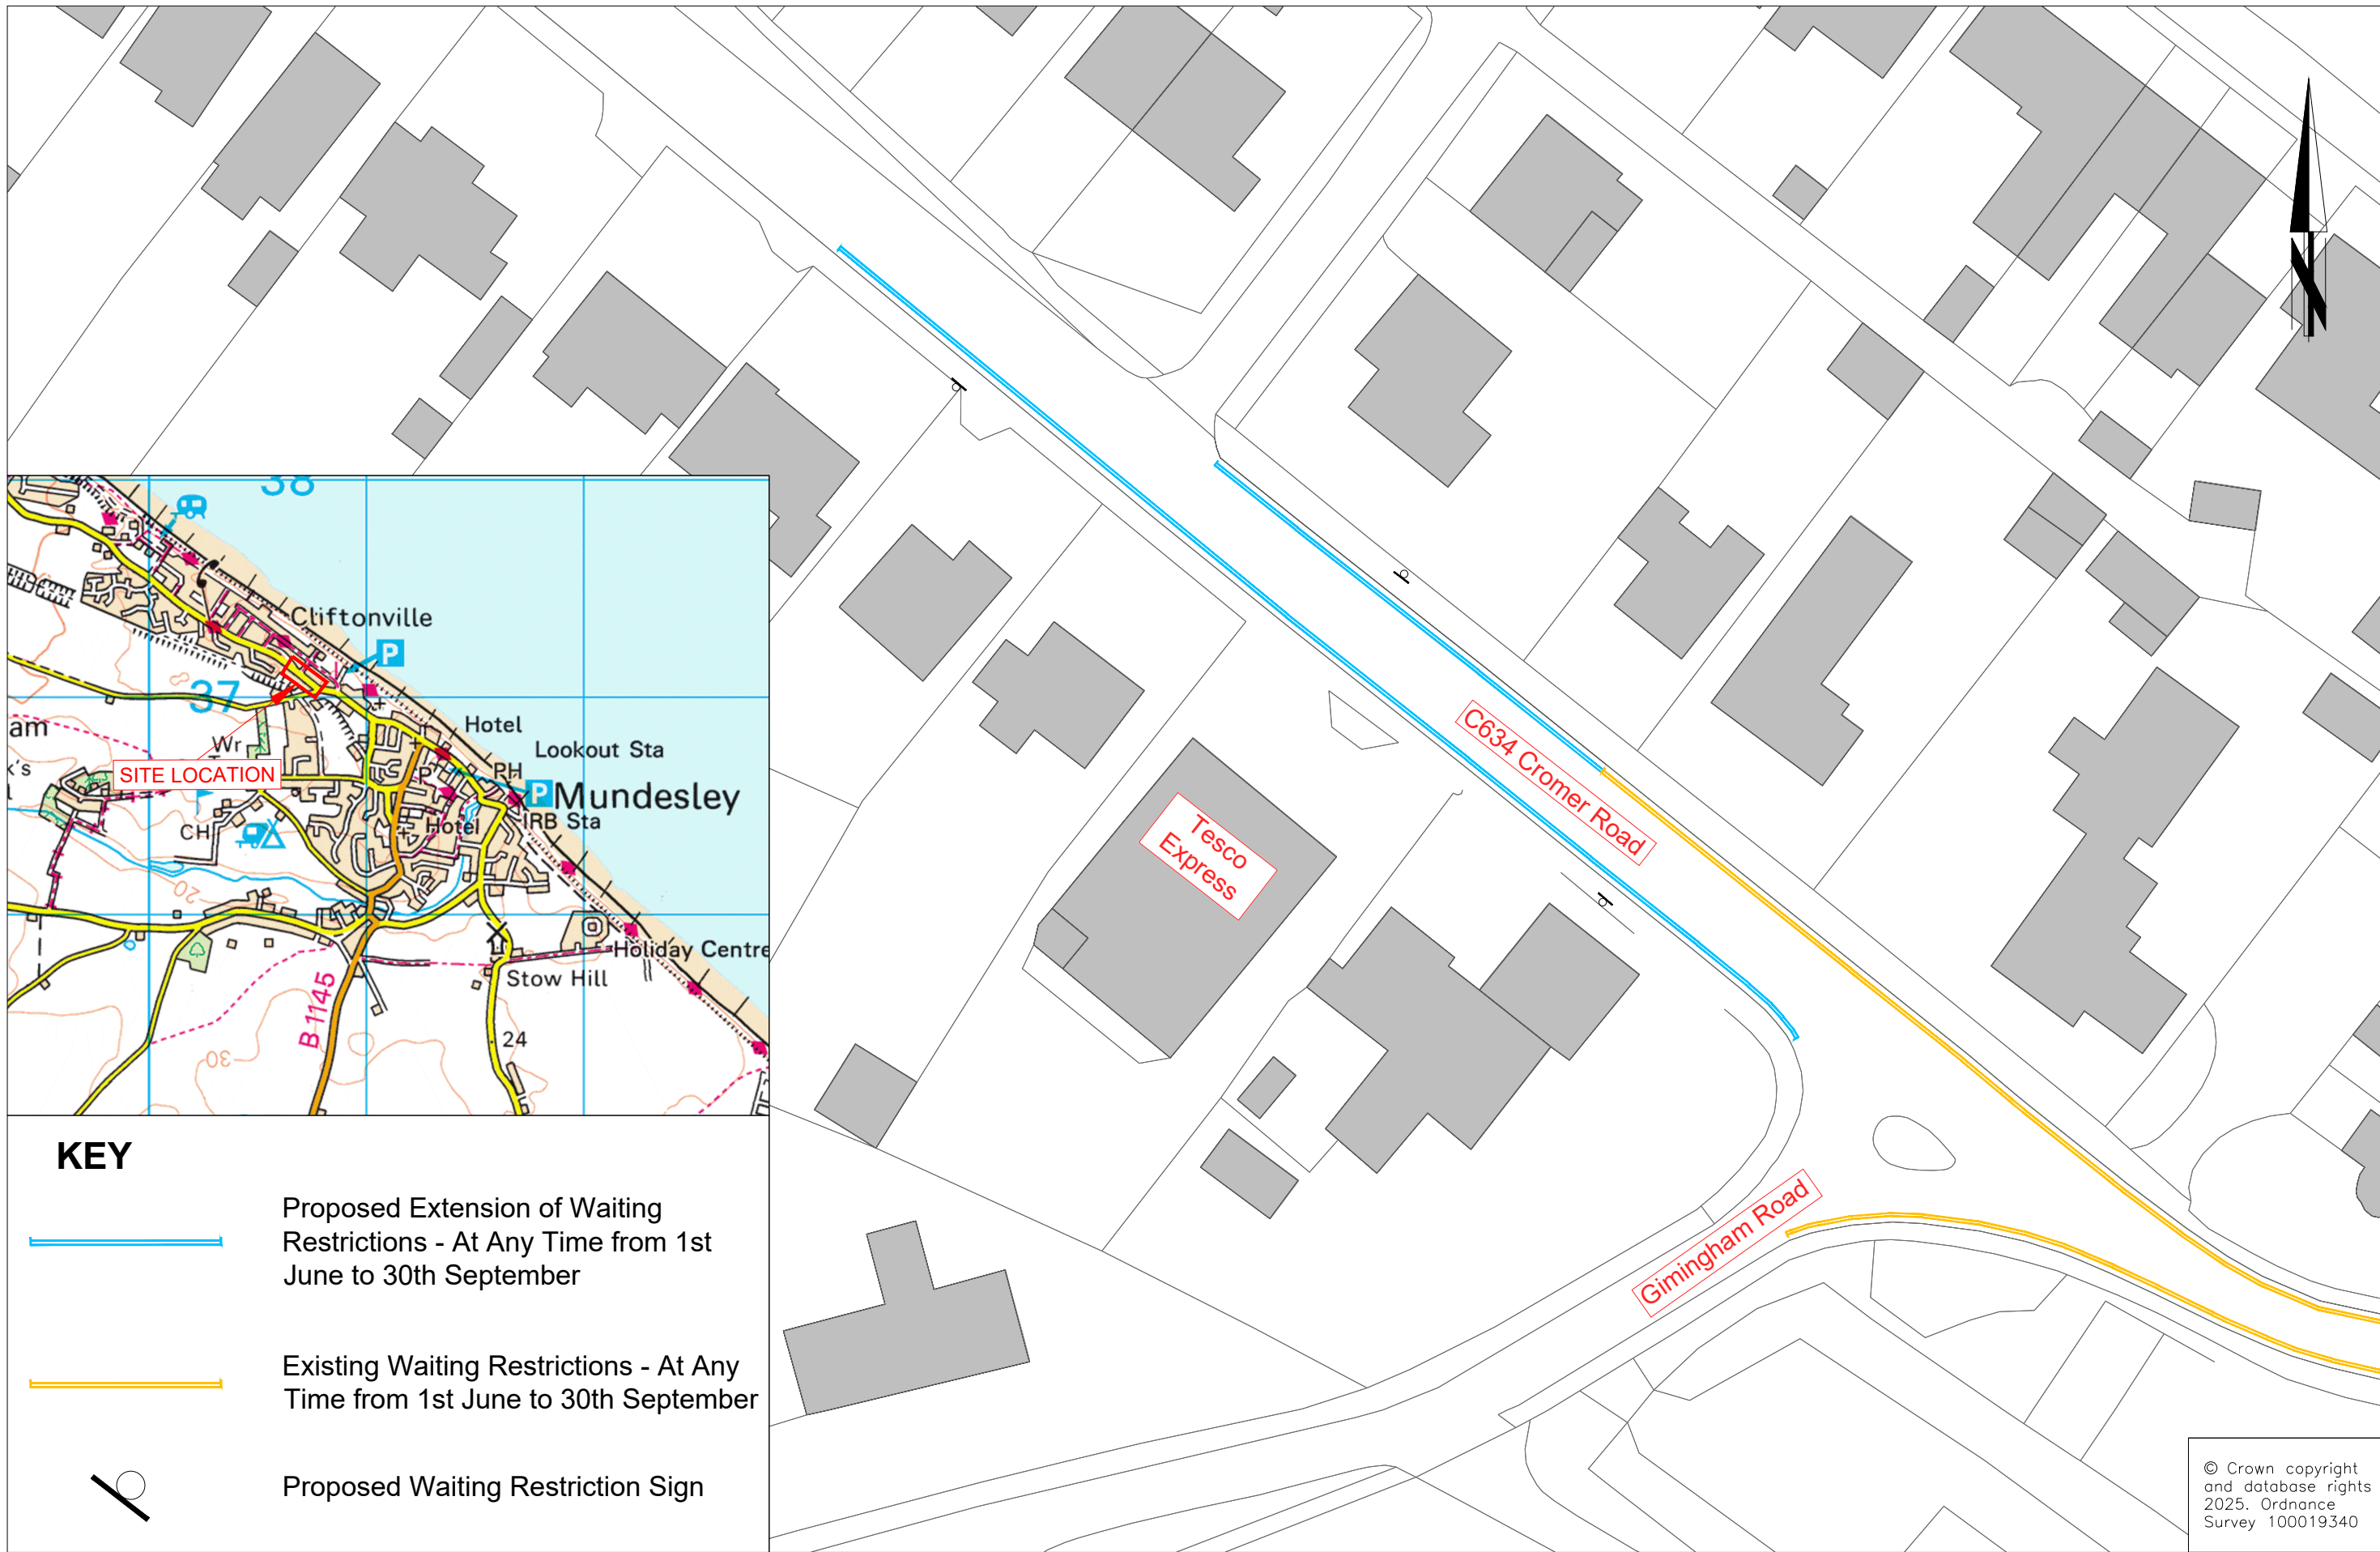 N
C634 Cromer Road
Tesco
Express
Gimingham Road
38
Cliftonville
P
37
Hotel
Lookout Sta
am
Wr
T
k's
l
SITE LOCATION
P
RH
P
Mundesley
IRB Sta
Hotel
CH
20
Holiday Centre
Stow Hill
B 1145
24
30
KEY
Proposed Extension of Waiting
Restrictions - At Any Time from 1st
June to 30th September
Existing Waiting Restrictions - At Any
Time from 1st June to 30th September
Proposed Waiting Restriction Sign
© Crown copyright
and database rights
2025. Ordnance
Survey 100019340